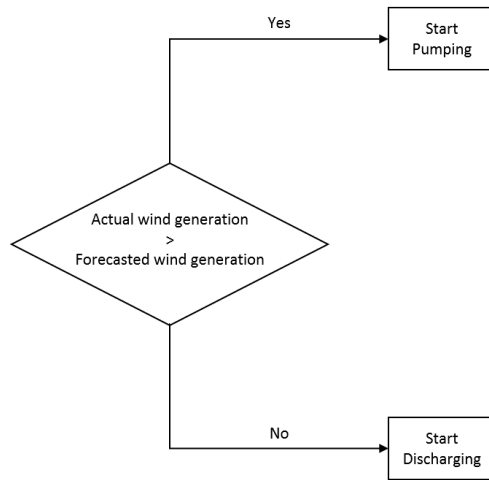 Yes
Start
Pumping
Actual wind generation
>
Forecasted wind generation
No
Start
Discharging